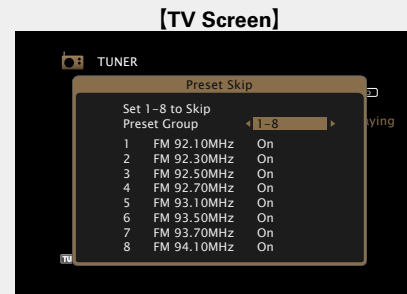 【TV Screen】
TUNER
Preset Skip
Set 1-8 to Skip
Preset Group 1-8
1 FM 92.10MHz On
2 FM 92.30MHz On
3 FM 92.50MHz On
4 FM 92.70MHz On
5 FM 93.10MHz On
6 FM 93.50MHz On
7 FM 93.70MHz On
8 FM 94.10MHz On
ying
TU